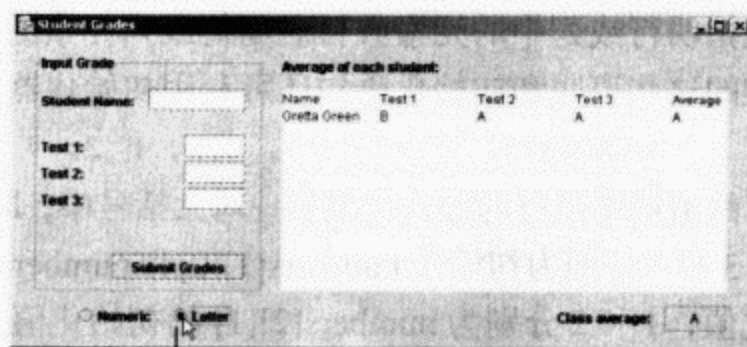 Student Grades
Input Grade
Student Name:
Test 1:
Test 2:
Test 3:
Submit Grades
Numeric
Letter
Average of each student:
Name Test 1 Test 2 Test 3 Average
Gretta Green B A A A
Class average: A